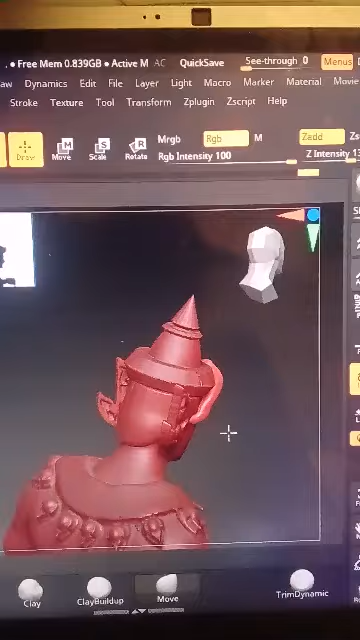 . ● Free Mem 0.839GB ● Active M AC QuickSave See-through 0 Menus
aw Dynamics Edit File Layer Light Macro Marker Material Movie
Stroke Texture Tool Transform Zplugin Zscript Help
Draw Move Scale Rotate Mrgb Rgb M Zadd Zs
Rgb Intensity 100 Z Intensity 13
Clay ClayBuildup Move TrimDynamic